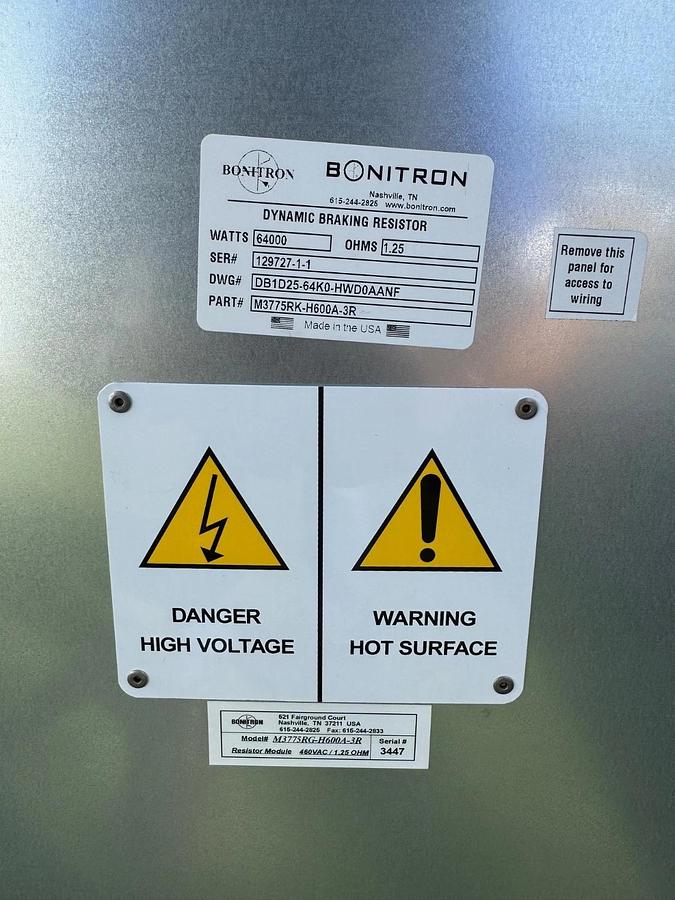 BONITRON BONITRON
Nashville, TN
615-244-2825 www.bonitron.com
DYNAMIC BRAKING RESISTOR
WATTS 64000 OHMS 1.25
SER# 129727-1-1
DWG# DB1D25-64K0-HWD0AANF
PART# M3775RK-H600A-3R
Made in the USA
Remove this
panel for
access to
wiring
DANGER
HIGH VOLTAGE
WARNING
HOT SURFACE
BONITRON
521 Fairground Court
Nashville, TN 37211 USA
615-244-2825 Fax: 615-244-2833
Model# M3775RG-H600A-3R
Resistor Module 460VAC / 1.25 OHM
Serial #
3447